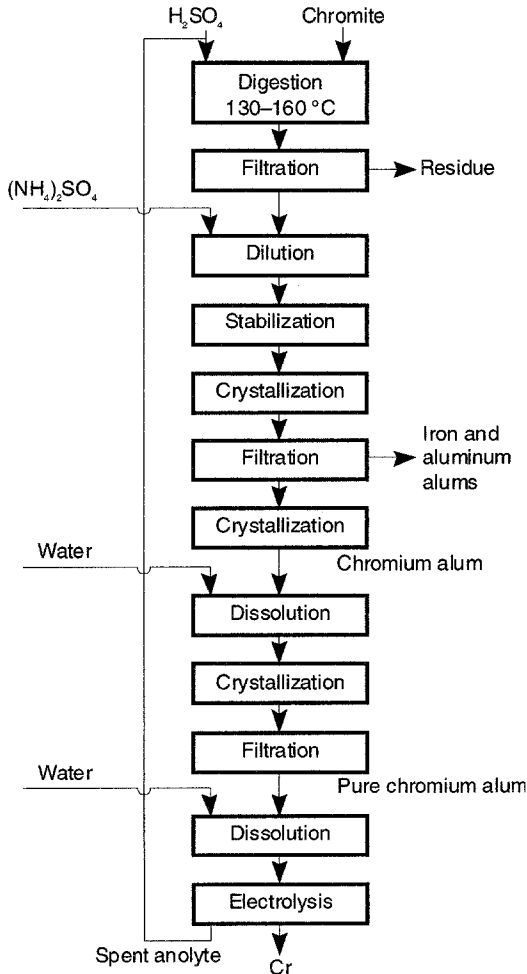 H₂SO₄
Chromite
Digestion
130–160 °C
Filtration
Residue
(NH₄)₂SO₄
Dilution
Stabilization
Crystallization
Filtration
Iron and
aluminum
alums
Crystallization
Water
Chromium alum
Dissolution
Crystallization
Filtration
Water
Pure chromium alum
Dissolution
Electrolysis
Spent anolyte
Cr